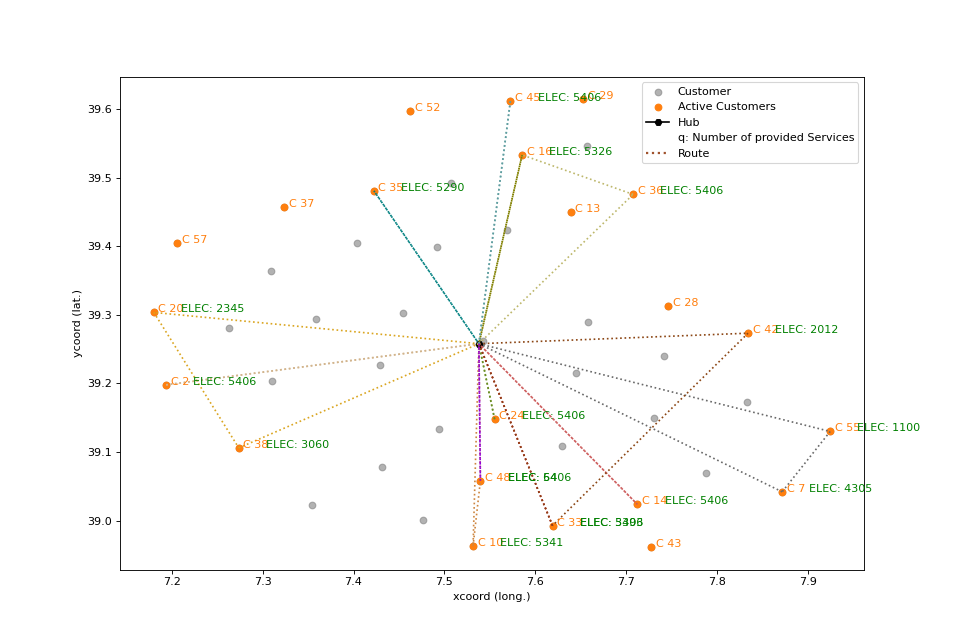 Customer
Active Customers
Hub
q: Number of provided Services
Route
C 29
C 45 ELEC: 5406
C 52
C 16 ELEC: 5326
C 35 ELEC: 5290
C 36 ELEC: 5406
C 37
C 13
C 57
C 28
C 20 ELEC: 2345
C 42 ELEC: 2012
C 2 ELEC: 5406
C 24 ELEC: 5406
C 55 ELEC: 1100
C 38 ELEC: 3060
C 48 ELEC: 5406
C 7 ELEC: 4305
C 14 ELEC: 5406
C 33
C 10 ELEC: 5341
C 43
39.6
39.5
39.4
39.3
39.2
39.1
39.0
7.2 7.3 7.4 7.5 7.6 7.7 7.8 7.9
xcoord (long.)
ycoord (lat.)